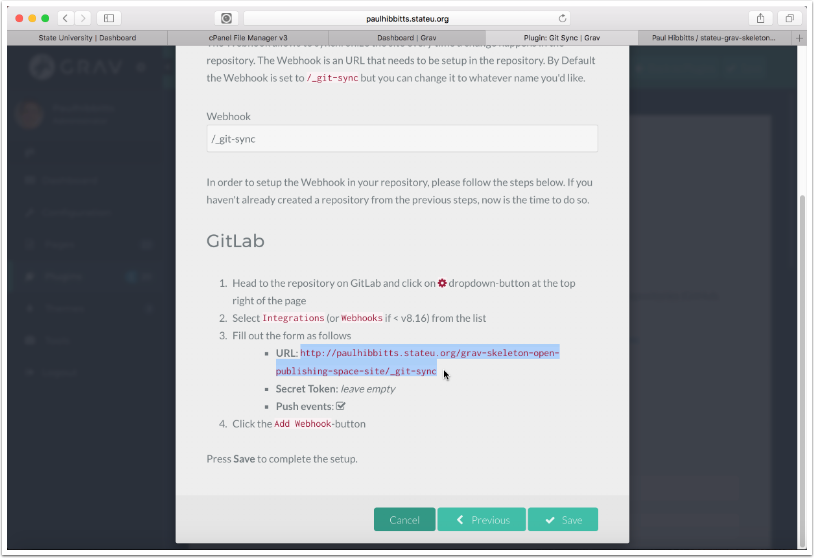 paulhibbitts.stateu.org
State University | Dashboard
cPanel File Manager v3
Dashboard | Grav
Plugin: Git Sync | Grav
Paul Hibbitts / stateu-grav-skeleton...
repository. The Webhook is an URL that needs to be setup in the repository. By Default
the Webhook is set to /_git-sync but you can change it to whatever name you'd like.
Webhook
/_git-sync
In order to setup the Webhook in your repository, please follow the steps below. If you
haven't already created a repository from the previous steps, now is the time to do so.
GRAV
GitLab
1. Head to the repository on GitLab and click on dropdown-button at the top
right of the page
2. Select Integrations (or Webhooks if < v8.16) from the list
3. Fill out the form as follows
URL: http://paulhibbitts.stateu.org/grav-skeleton-open-
publishing-space-site/_git-sync
Secret Token: leave empty
Push events:
4. Click the Add Webhook-button
Press Save to complete the setup.
Cancel
Previous
Save